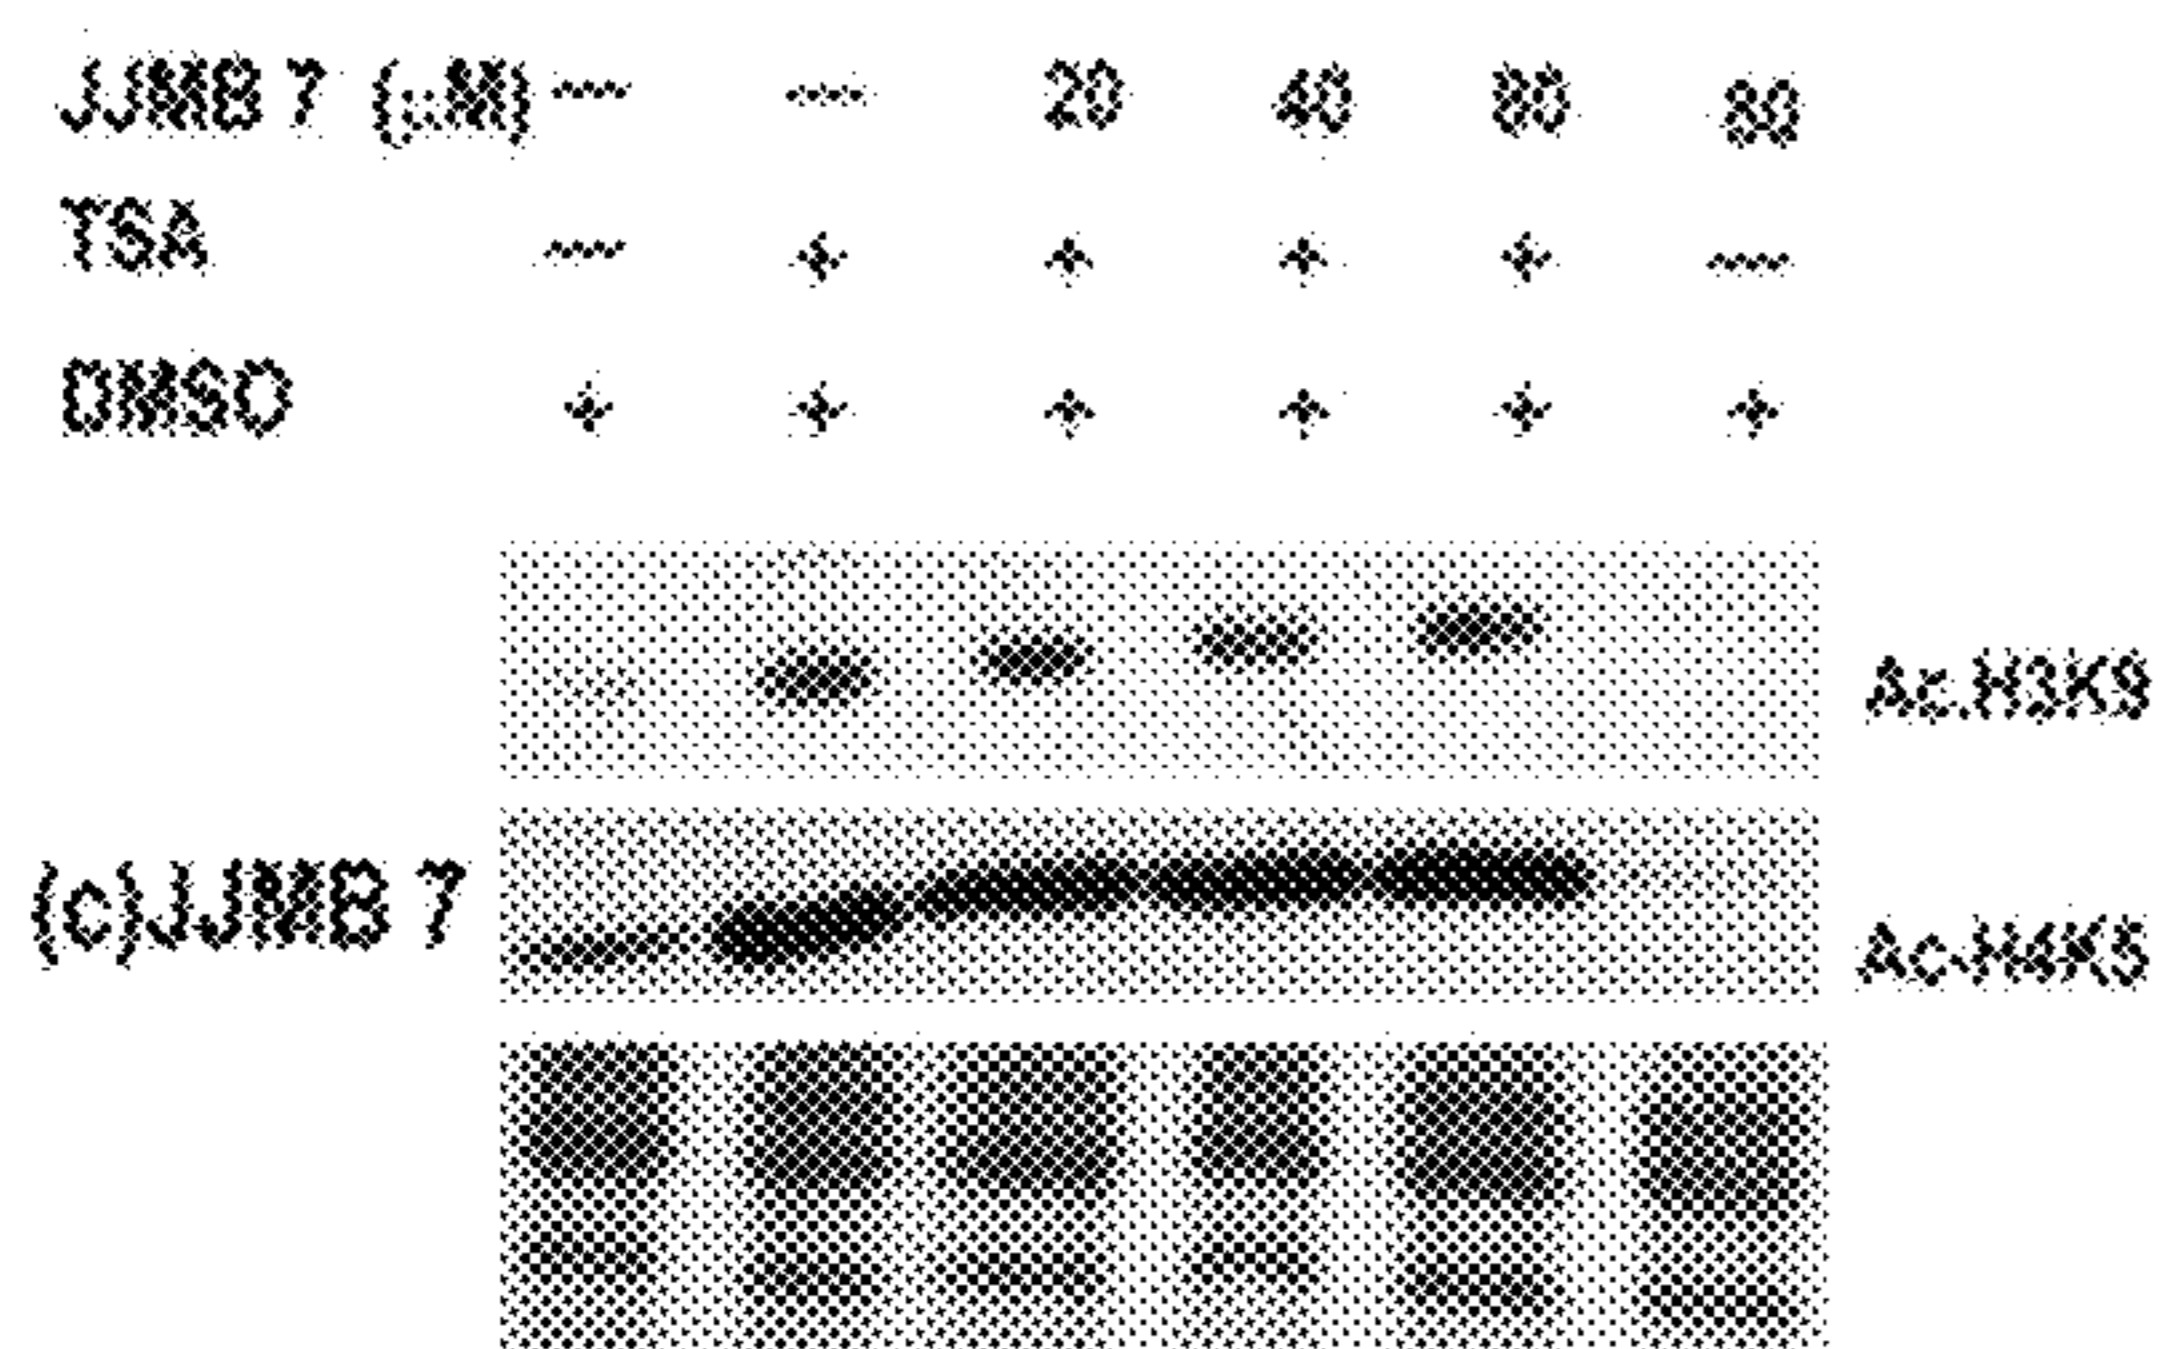 JJMB 7 (μM) — — 20 40 80 80
TSA — + + + + —
DMSO + + + + + +
Ac.H3K9
(c)JJMB 7
Ac-H4K5